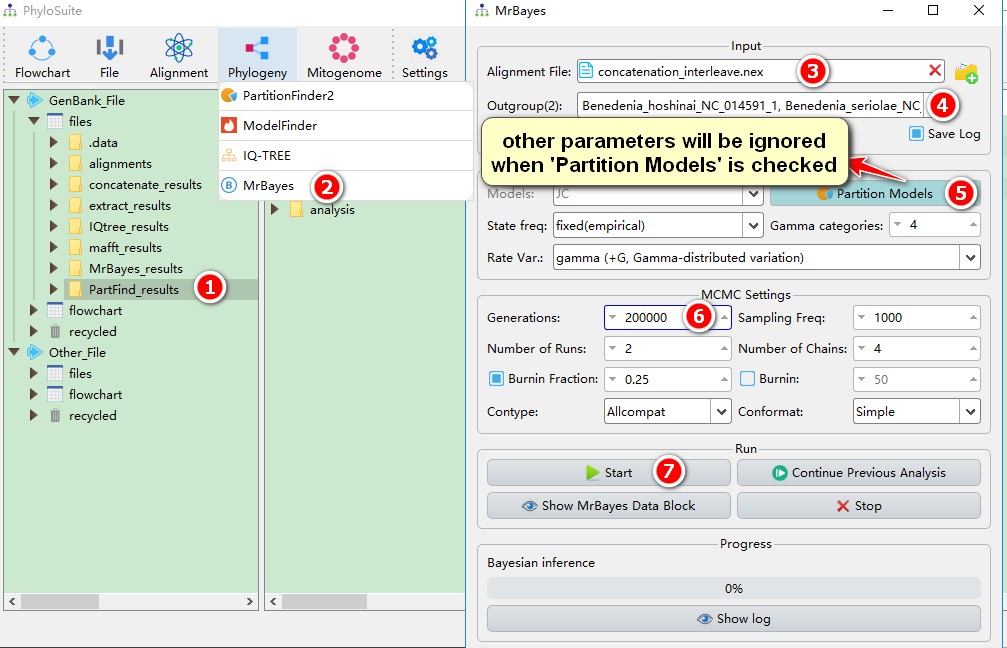 PhyloSuite
Flowchart File Alignment Phylogeny Mitogenome Settings
PartitionFinder2
ModelFinder
IQ-TREE
MrBayes 2
GenBank_File
files
.data
alignments
concatenate_results
extract_results
IQtree_results
mafft_results
MrBayes_results
PartFind_results 1
flowchart
recycled
Other_File
files
flowchart
recycled
analysis
MrBayes
Input
Alignment File: concatenation_interleave.nex 3
Outgroup(2): Benedenia_hoshinai_NC_014591_1, Benedenia_seriolae_NC_ 4
Save Log
other parameters will be ignored
when 'Partition Models' is checked
Models: JC Partition Models 5
State freq: fixed(empirical) Gamma categories: 4
Rate Var.: gamma (+G, Gamma-distributed variation)
MCMC Settings
Generations: 200000 6 Sampling Freq: 1000
Number of Runs: 2 Number of Chains: 4
Burnin Fraction: 0.25 Burnin: 50
Contype: Allcompat Conformat: Simple
Run
Start 7 Continue Previous Analysis
Show MrBayes Data Block Stop
Progress
Bayesian inference
0%
Show log